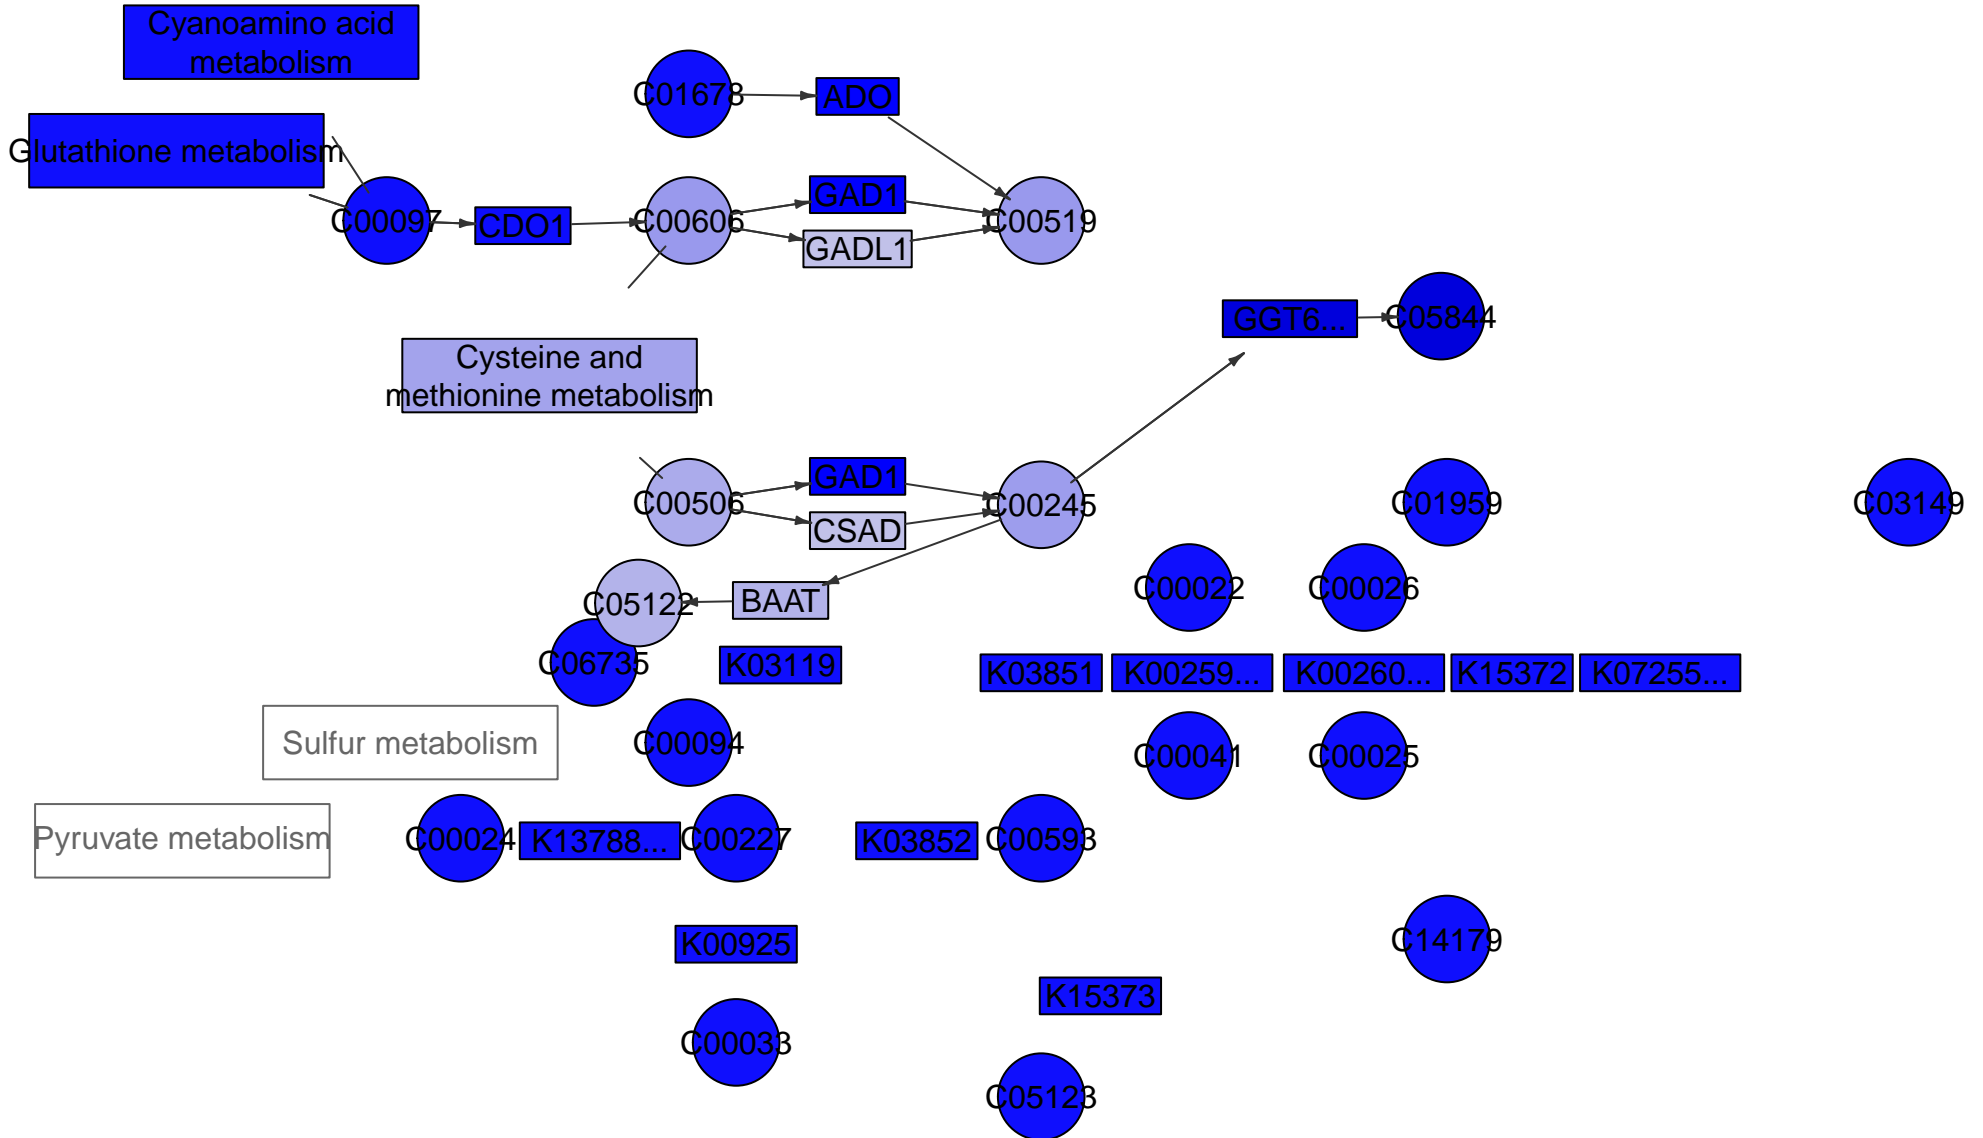 Cyanoamino acid
metabolism
C01678
ADO
Glutathione metabolism
C00097
CDO1
C00606
GAD1
GADL1
C00519
GGT6...
C05844
Cysteine and
methionine metabolism
C00506
GAD1
CSAD
C00245
C01959
C03149
C05122
BAAT
C00022
C00026
C06735
K03119
K03851
K00259...
K00260...
K15372
K07255...
Sulfur metabolism
C00094
C00041
C00025
Pyruvate metabolism
C00024
K13788...
C00227
K03852
C00593
K00925
C14179
K15373
C00033
C05123